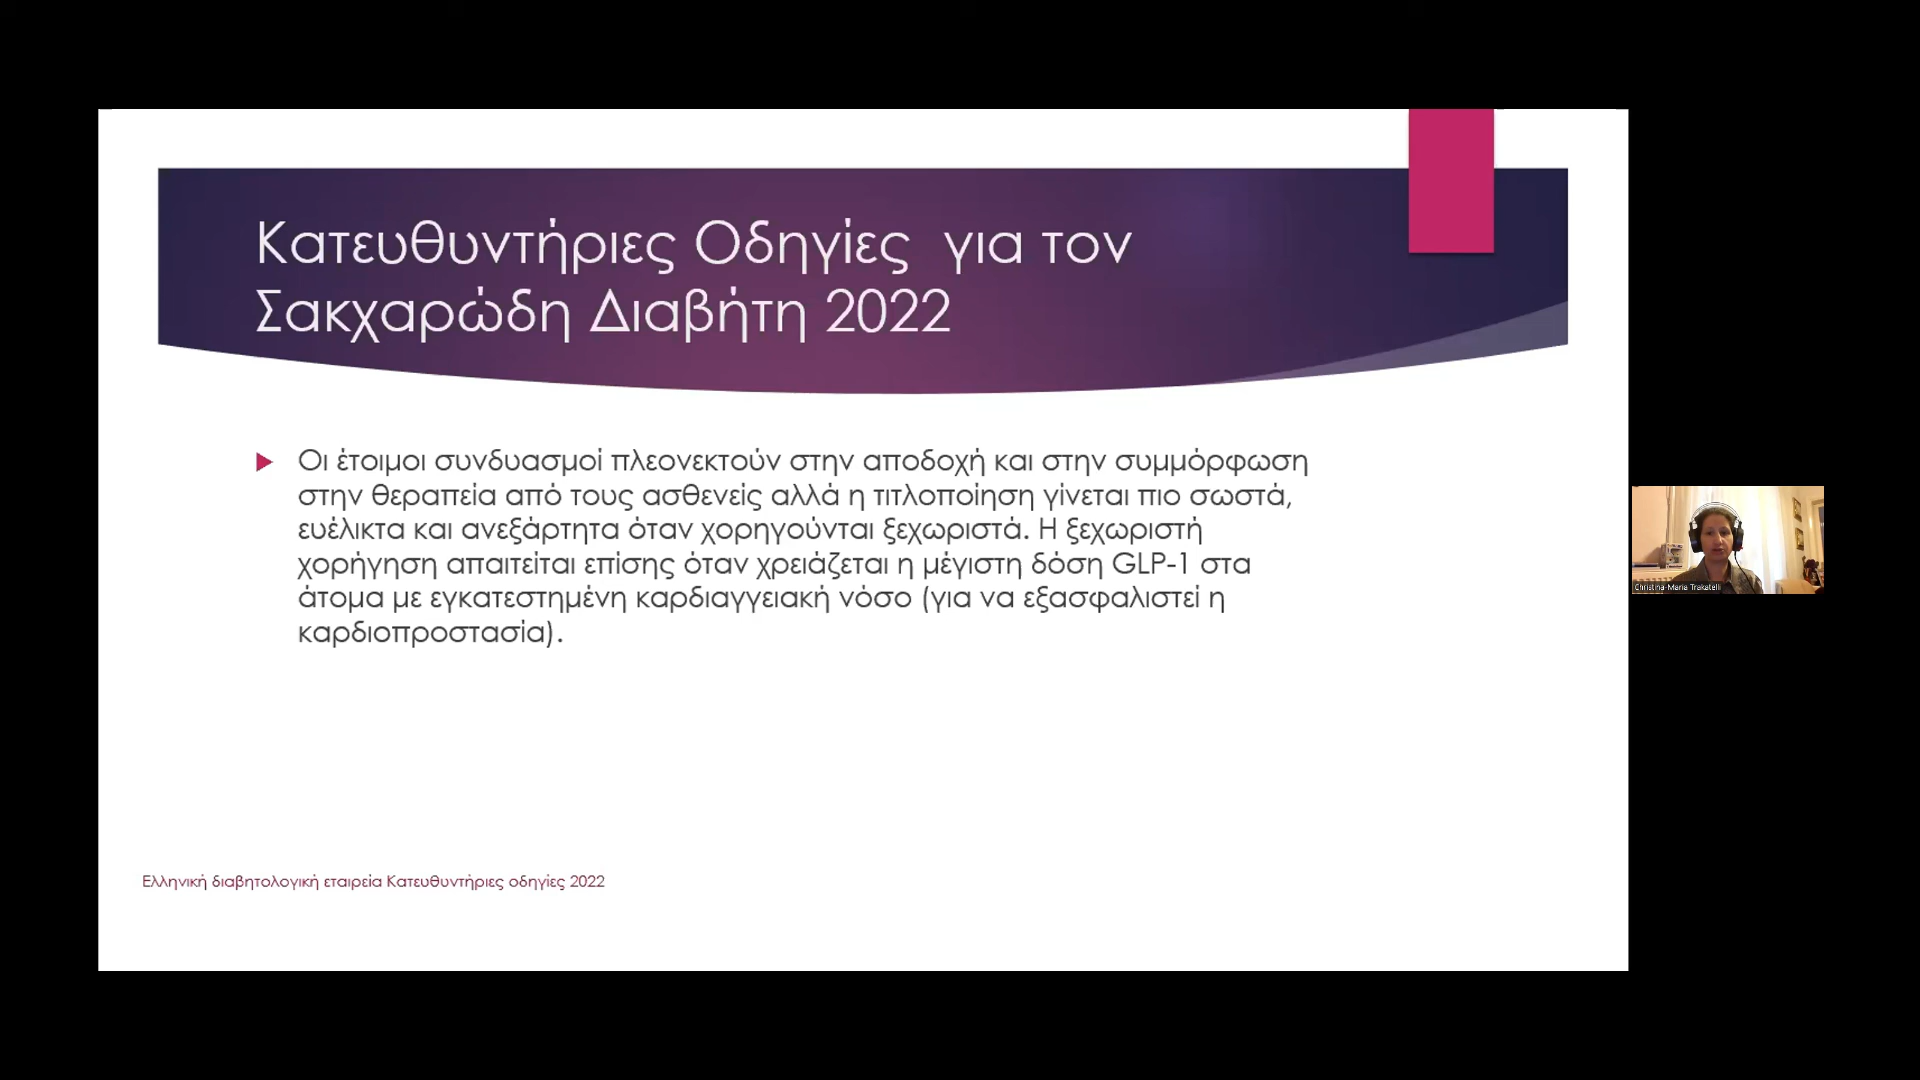 Κατευθυντήριες Οδηγίες για τον
Σακχαρώδη Διαβήτη 2022
Οι έτοιμοι συνδυασμοί πλεονεκτούν στην αποδοχή και στην συμμόρφωση
στην θεραπεία από τους ασθενείς αλλά η τιτλοποίηση γίνεται πιο σωστά,
ευέλικτα και ανεξάρτητα όταν χορηγούνται ξεχωριστά. Η ξεχωριστή
χορήγηση απαιτείται επίσης όταν χρειάζεται η μέγιστη δόση GLP-1 στα
άτομα με εγκατεστημένη καρδιαγγειακή νόσο (για να εξασφαλιστεί η
καρδιοπροστασία).
Ελληνική διαβητολογική εταιρεία Κατευθυντήριες οδηγίες 2022
Christina-Maria Trakatelli